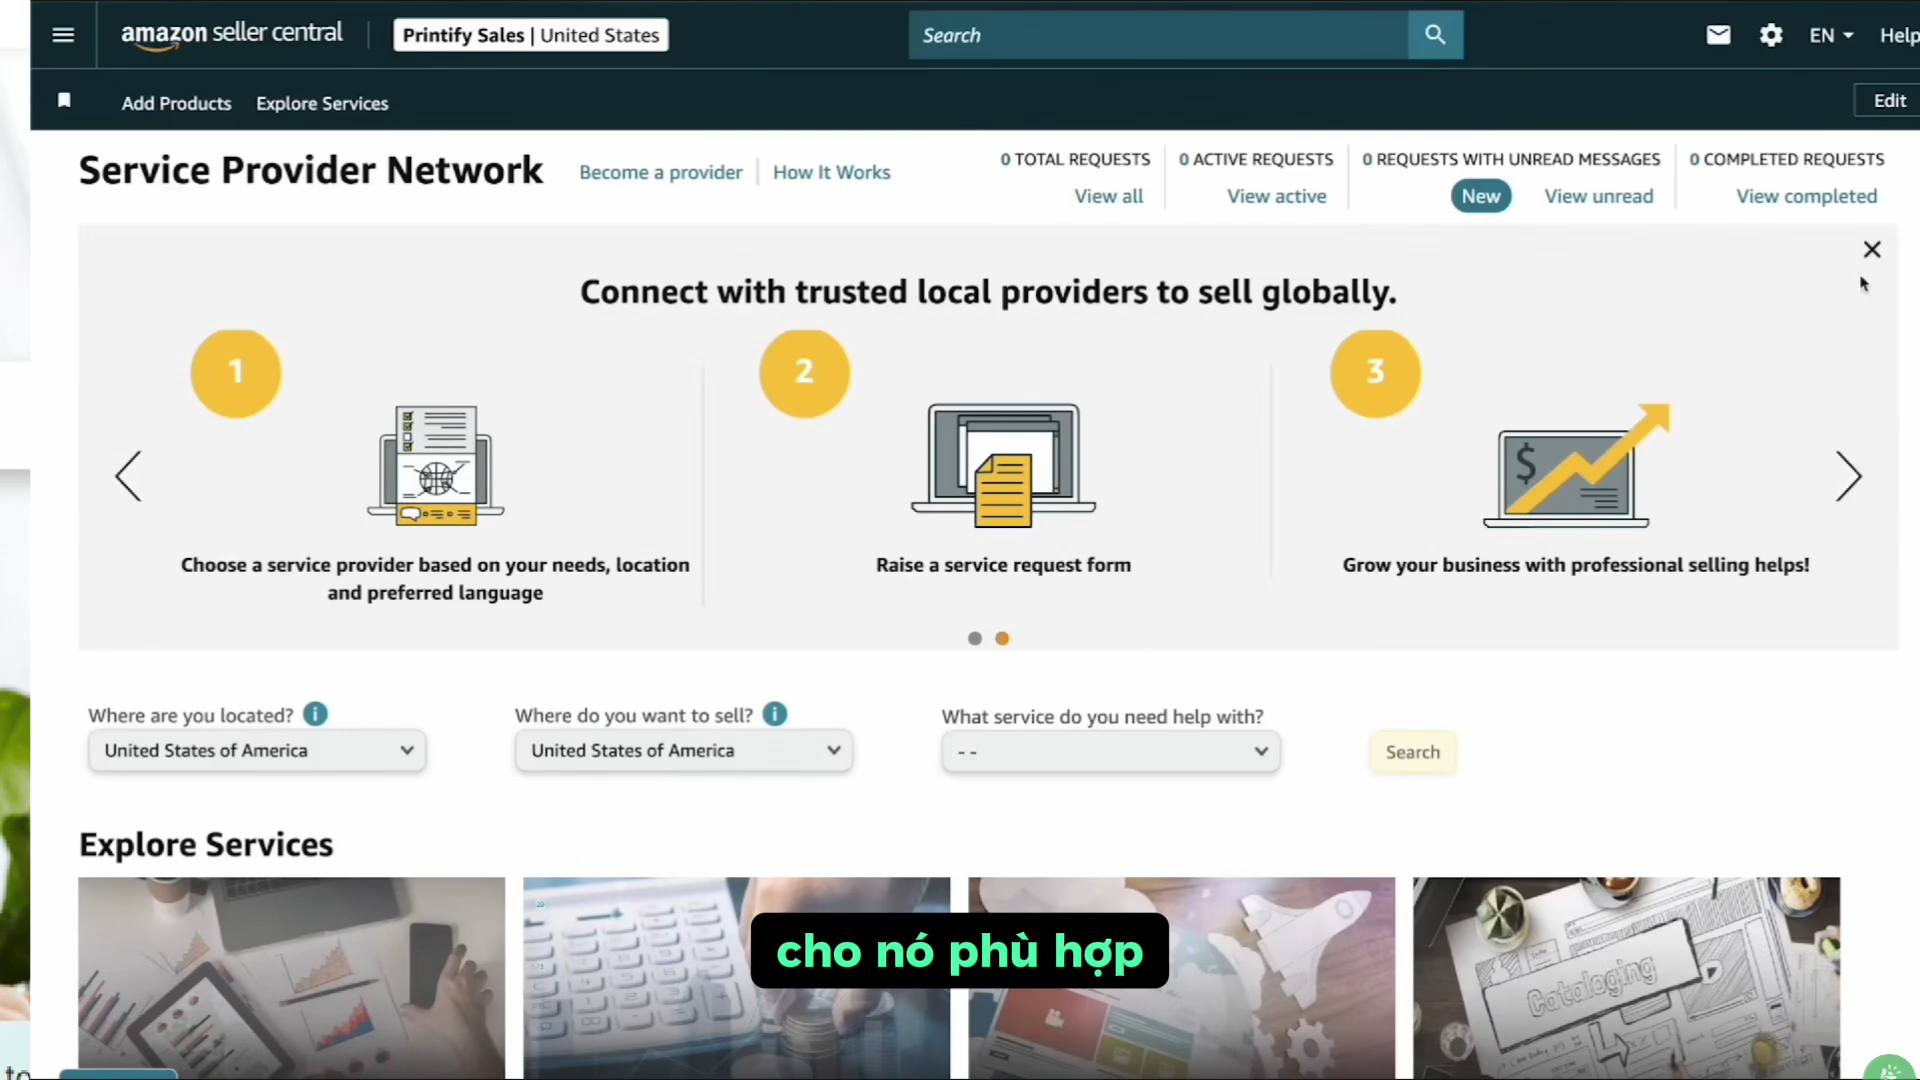 amazon seller central
Printify Sales | United States
Search
EN
Help
Add Products
Explore Services
Edit
Service Provider Network
Become a provider
How It Works
0 TOTAL REQUESTS
View all
0 ACTIVE REQUESTS
View active
0 REQUESTS WITH UNREAD MESSAGES
New
View unread
0 COMPLETED REQUESTS
View completed
Connect with trusted local providers to sell globally.
1
2
3
$
Choose a service provider based on your needs, location
and preferred language
Raise a service request form
Grow your business with professional selling helps!
Where are you located?
United States of America
Where do you want to sell?
United States of America
What service do you need help with?
- -
Search
Explore Services
Cataloging
cho nó phù hợp
to